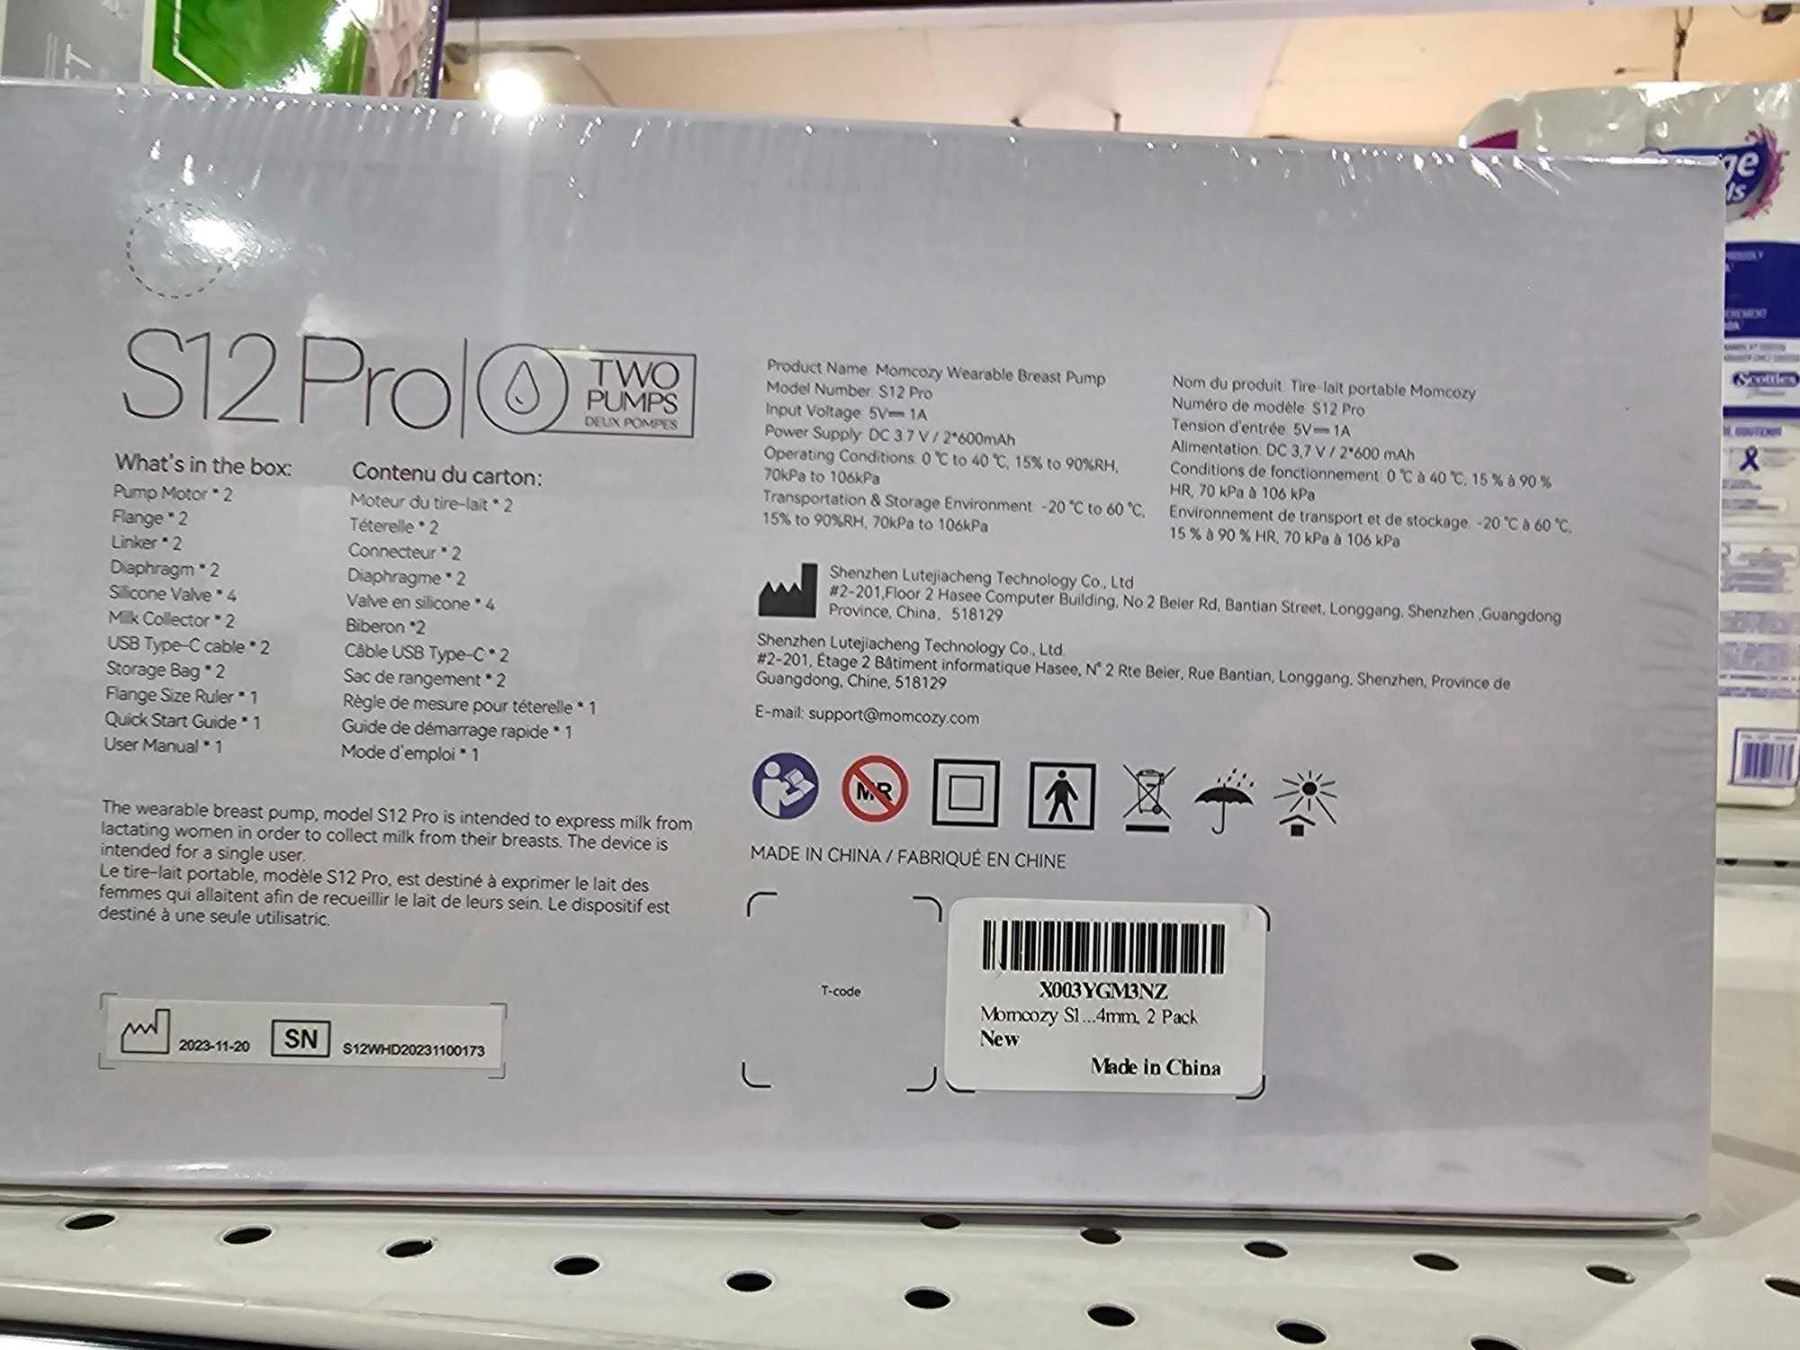 S12 Pro
TWO
PUMPS
DEUX POMPES
What's in the box:
Pump Motor * 2
Flange * 2
Linker * 2
Diaphragm * 2
Silicone Valve * 4
Milk Collector * 2
USB Type-C cable * 2
Storage Bag * 2
Flange Size Ruler * 1
Quick Start Guide * 1
User Manual * 1
Contenu du carton:
Moteur du tire-lait * 2
Téterelle * 2
Connecteur * 2
Diaphragme * 2
Valve en silicone * 4
Biberon *2
Câble USB Type-C * 2
Sac de rangement * 2
Règle de mesure pour téterelle * 1
Guide de démarrage rapide * 1
Mode d'emploi * 1
The wearable breast pump, model S12 Pro is intended to express milk from
lactating women in order to collect milk from their breasts. The device is
intended for a single user.
Le tire-lait portable, modèle S12 Pro, est destiné à exprimer le lait des
femmes qui allaitent afin de recueillir le lait de leurs sein. Le dispositif est
destiné à une seule utilisatric.
2023-11-20
SN
S12WHD20231100173
Product Name: Momcozy Wearable Breast Pump
Model Number: S12 Pro
Input Voltage: 5V⎓ 1A
Power Supply: DC 3.7 V / 2*600mAh
Operating Conditions: 0 °C to 40 °C, 15% to 90%RH,
70kPa to 106kPa
Transportation & Storage Environment: -20 °C to 60 °C,
15% to 90%RH, 70kPa to 106kPa
Nom du produit: Tire-lait portable Momcozy
Numéro de modèle: S12 Pro
Tension d'entrée: 5V⎓ 1A
Alimentation: DC 3,7 V / 2*600 mAh
Conditions de fonctionnement: 0 °C à 40 °C, 15 % à 90 %
HR, 70 kPa à 106 kPa
Environnement de transport et de stockage: -20 °C à 60 °C,
15 % à 90 % HR, 70 kPa à 106 kPa
Shenzhen Lutejiacheng Technology Co., Ltd
#2-201,Floor 2 Hasee Computer Building, No.2 Beier Rd, Bantian Street, Longgang, Shenzhen ,Guangdong
Province, China, 518129
Shenzhen Lutejiacheng Technology Co., Ltd.
#2-201, Étage 2 Bâtiment informatique Hasee, N° 2 Rte Beier, Rue Bantian, Longgang, Shenzhen, Province de
Guangdong, Chine, 518129
E-mail: support@momcozy.com
MR
MADE IN CHINA / FABRIQUÉ EN CHINE
T-code
X003YGM3NZ
Momcozy S1...4mm, 2 Pack
New
Made in China
Scotties